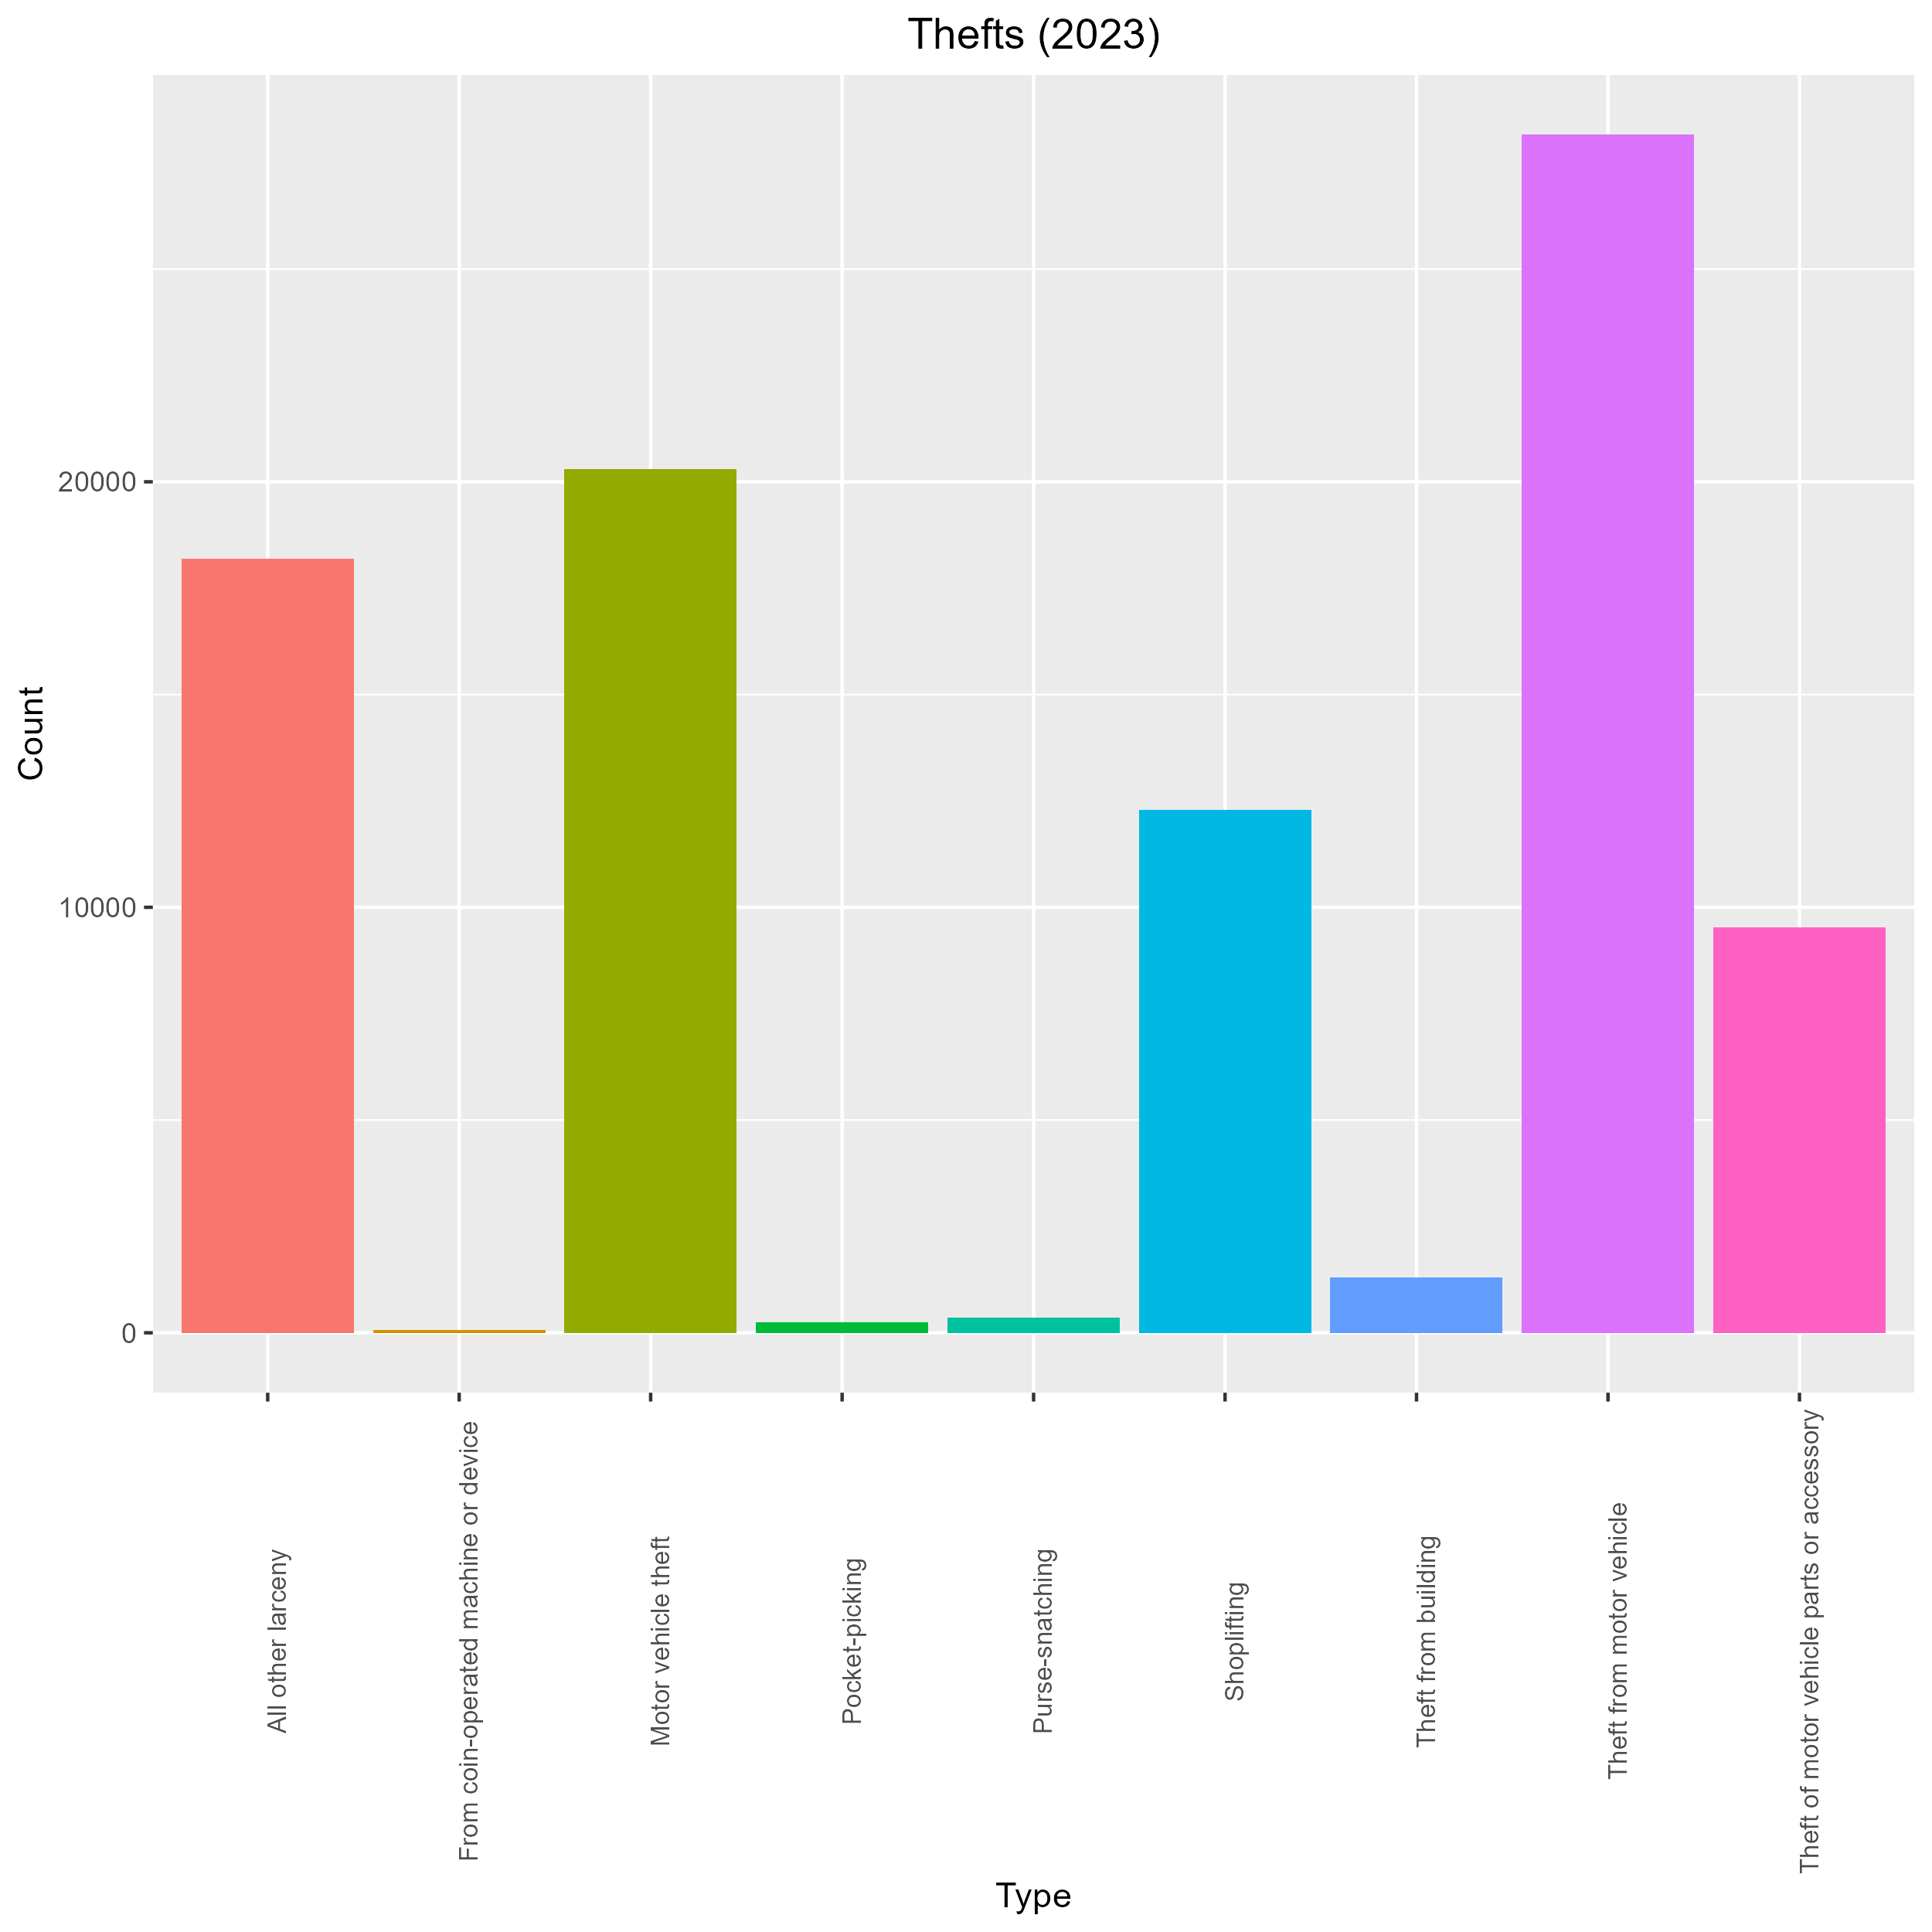 Thefts (2023)
Count
20000
10000
0
All other larceny
From coin-operated machine or device
Motor vehicle theft
Pocket-picking
Purse-snatching
Shoplifting
Theft from building
Theft from motor vehicle
Theft of motor vehicle parts or accessory
Type